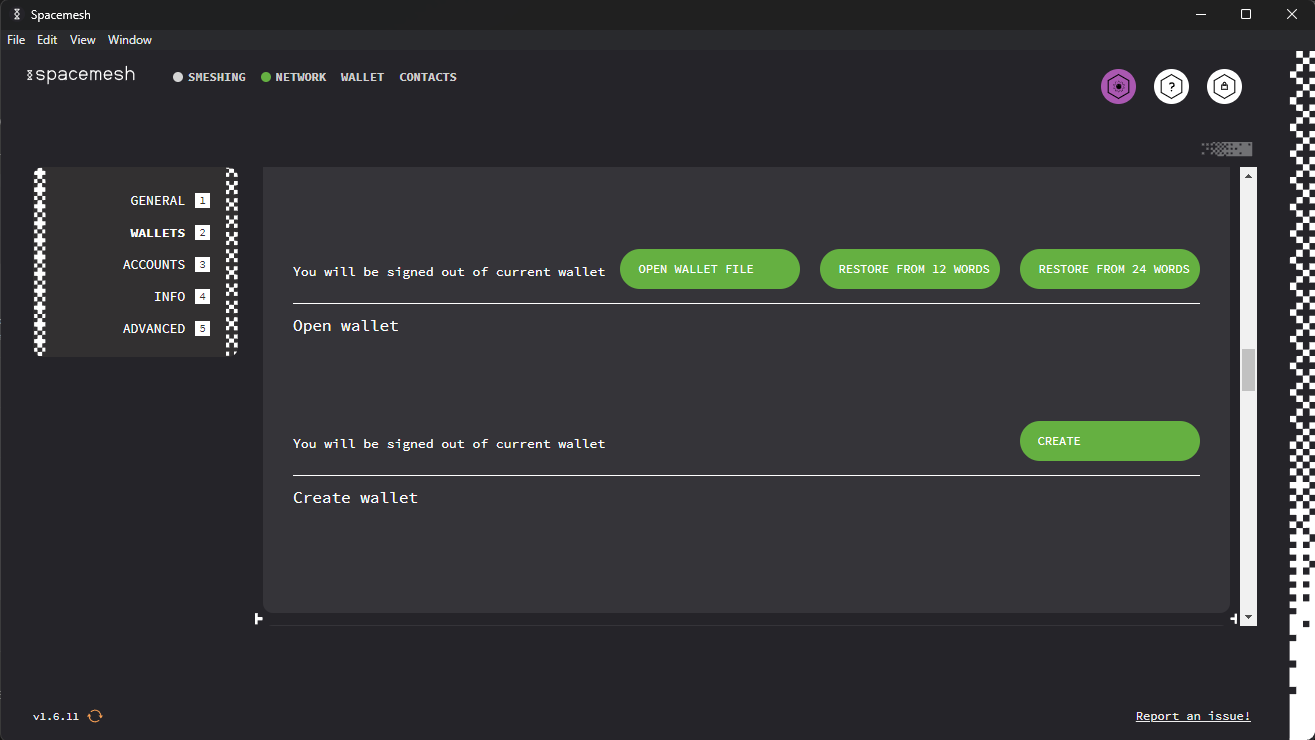 Spacemesh
File Edit View Window
spacemesh
SMESHING NETWORK WALLET CONTACTS
?
GENERAL 1
WALLETS 2
ACCOUNTS 3
INFO 4
ADVANCED 5
You will be signed out of current wallet OPEN WALLET FILE RESTORE FROM 12 WORDS RESTORE FROM 24 WORDS
Open wallet
You will be signed out of current wallet CREATE
Create wallet
v1.6.11 Report an issue!